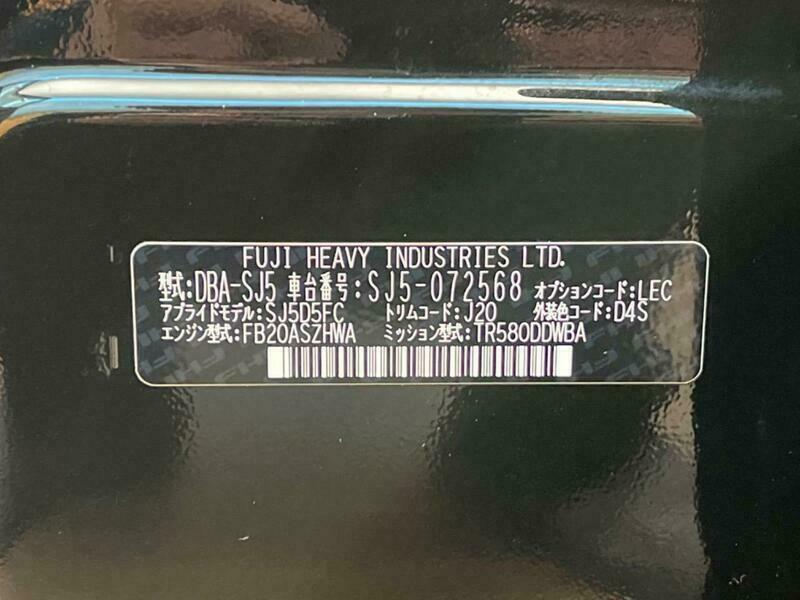 FUJI HEAVY INDUSTRIES LTD.
型式:DBA-SJ5 車台番号:SJ5-072568 オプションコード:LEC
アプライドモデル:SJ5D5FC トリムコード:J20 外装色コード:D4S
エンジン型式:FB20ASZHWA ミッション型式:TR580DDWBA